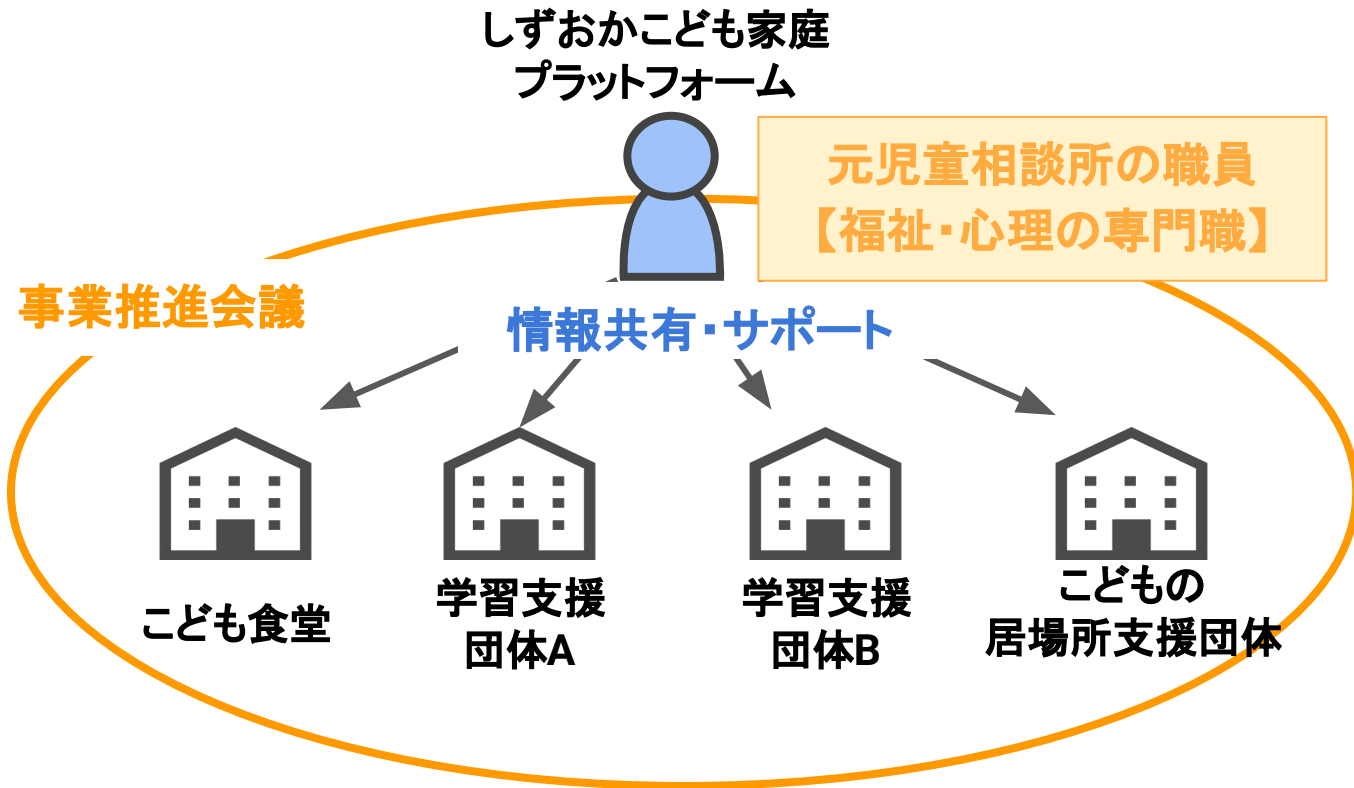 しずおかこども家庭
プラットフォーム
元児童相談所の職員
【福祉・心理の専門職】
事業推進会議
情報共有・サポート
こども食堂
学習支援
団体A
学習支援
団体B
こどもの
居場所支援団体